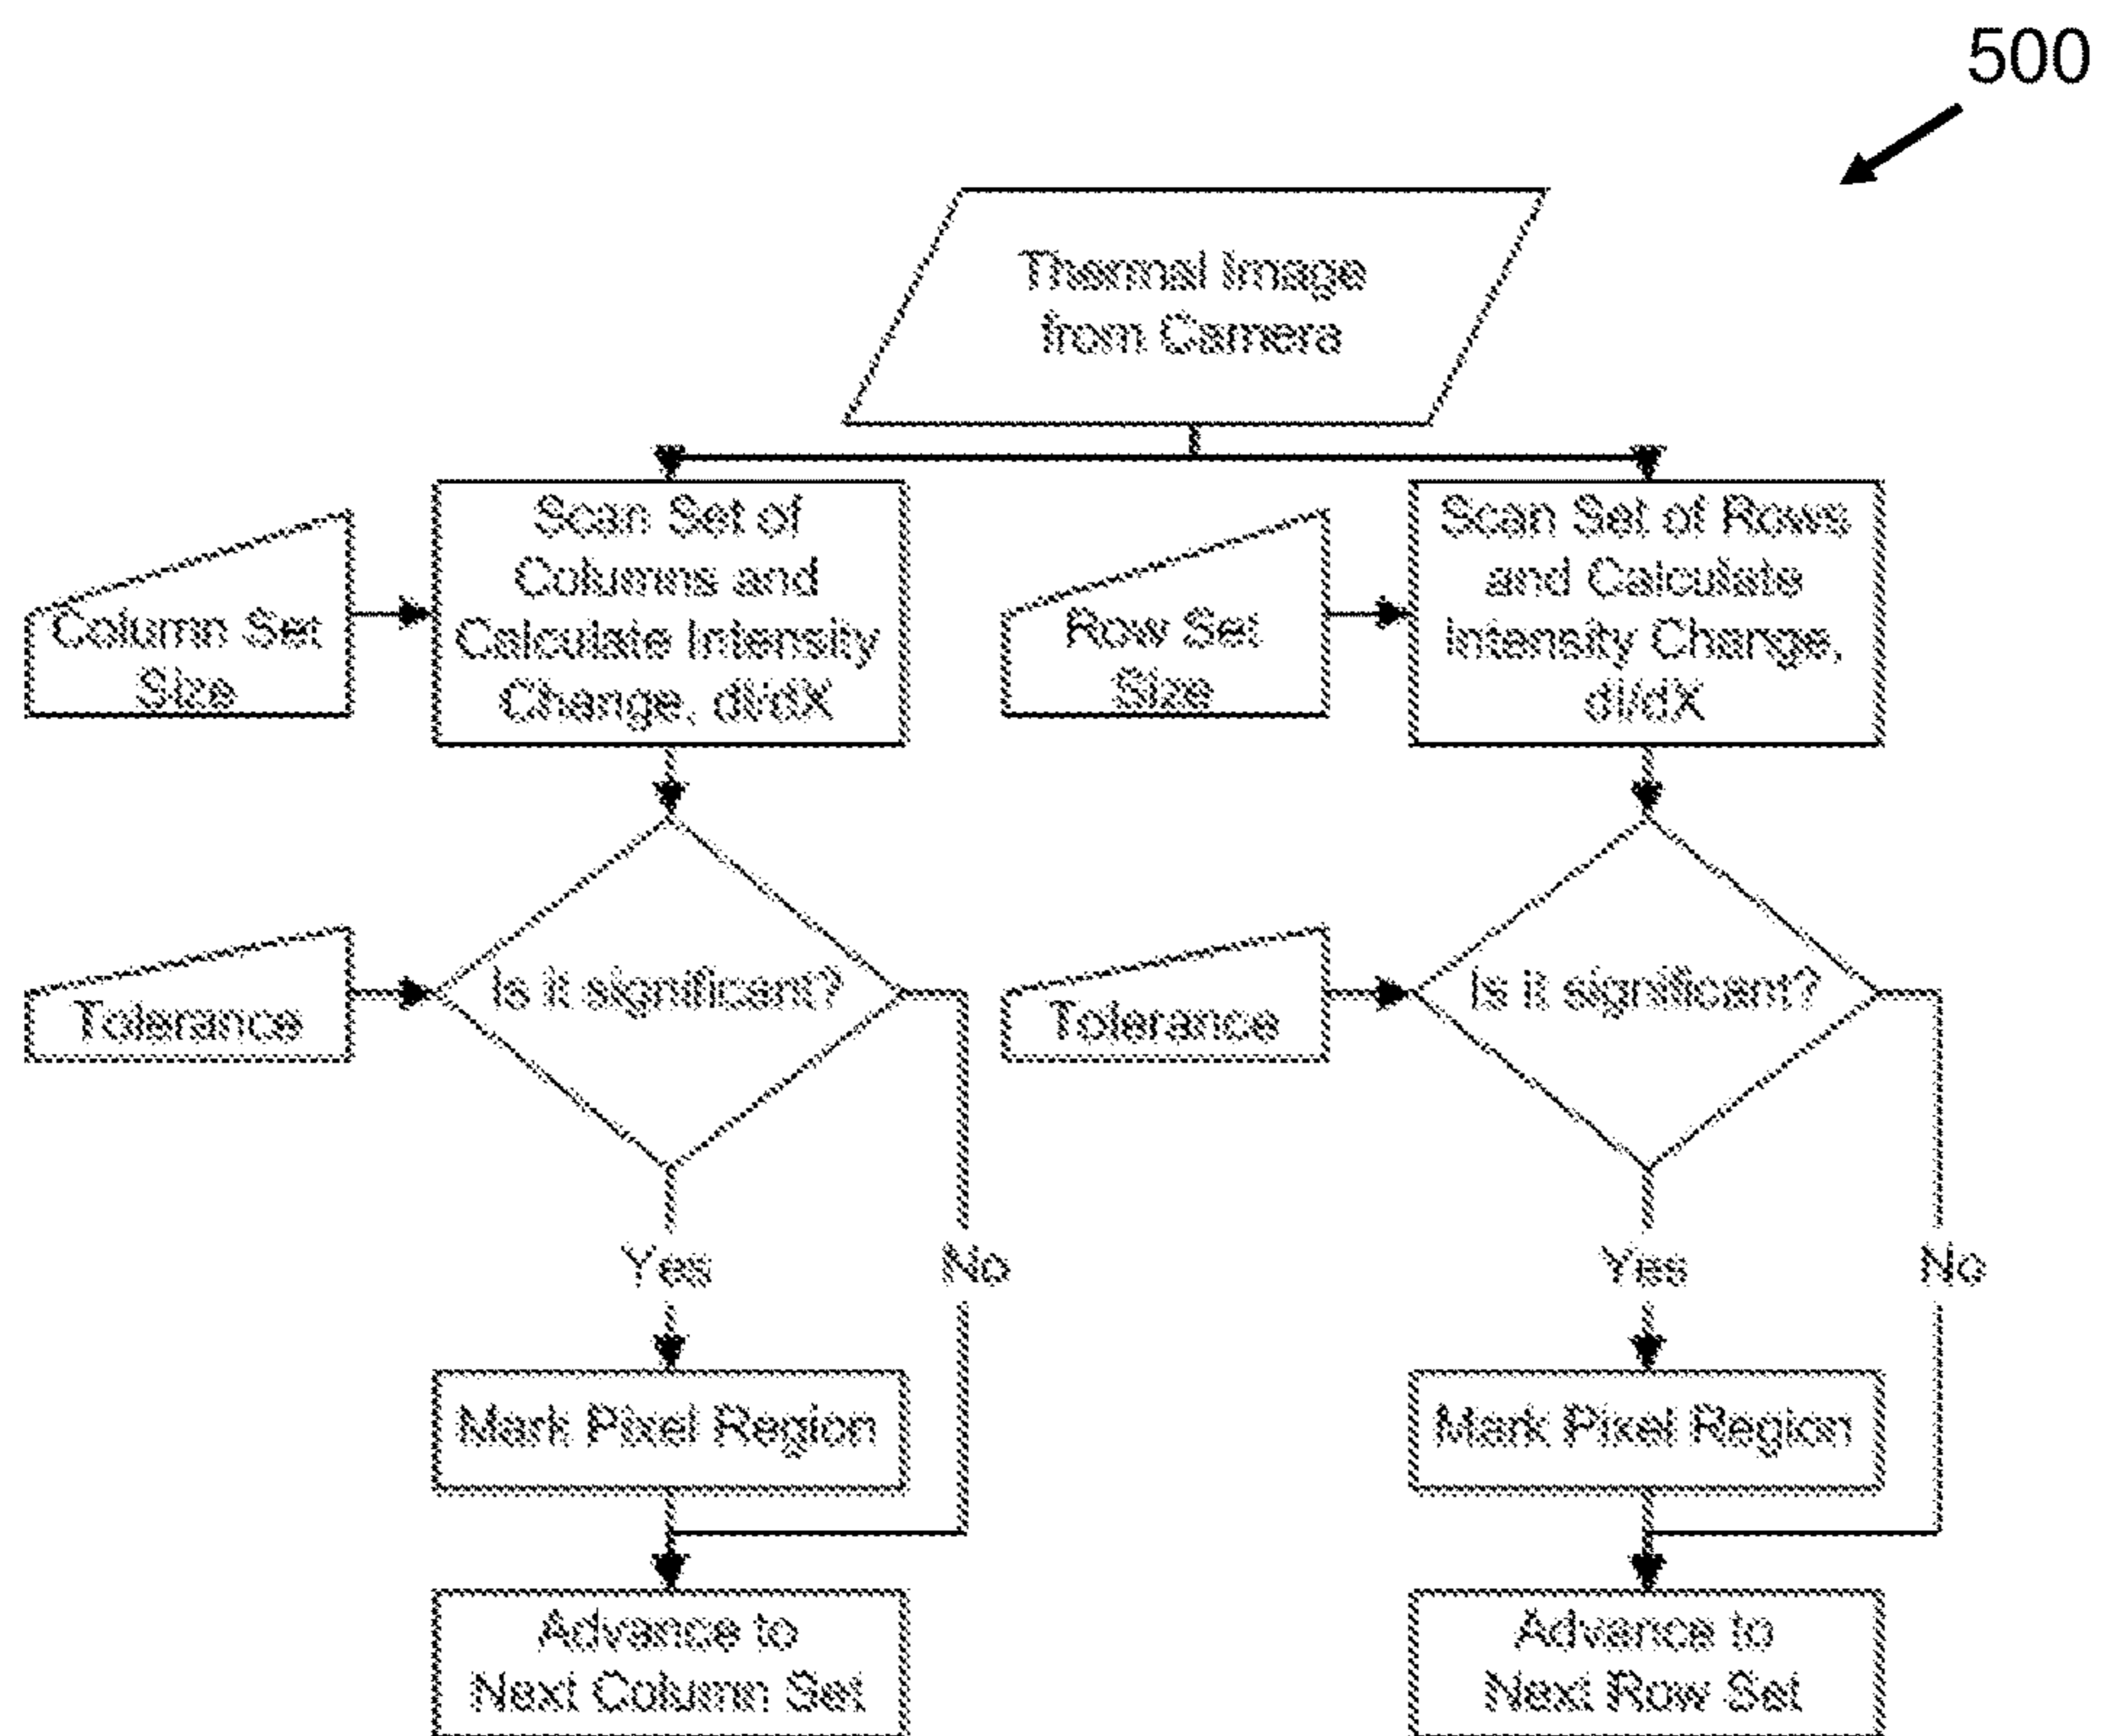 500
Thermal Image
from Camera
Scan Set of
Columns and
Calculate Intensity
Change, dI/dX
Column Set
Size
Scan Set of Rows
and Calculate
Intensity Change,
dI/dX
Row Set
Size
Is it significant?
Tolerance
Is it significant?
Tolerance
Yes
No
Yes
No
Mark Pixel Region
Mark Pixel Region
Advance to
Next Column Set
Advance to
Next Row Set